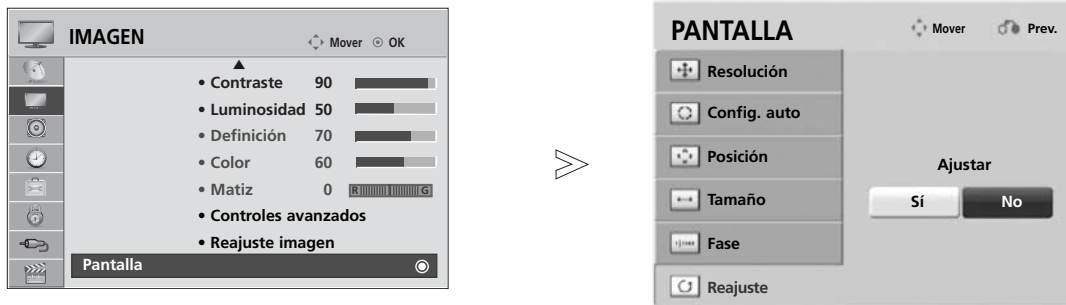 IMAGEN
Mover OK
• Contraste 90
• Luminosidad 50
• Definición 70
• Color 60
• Matiz 0 R G
• Controles avanzados
• Reajuste imagen
Pantalla
PANTALLA
Mover Prev.
Resolución
Config. auto
Posición
Tamaño
Fase
Reajuste
Ajustar
Sí No